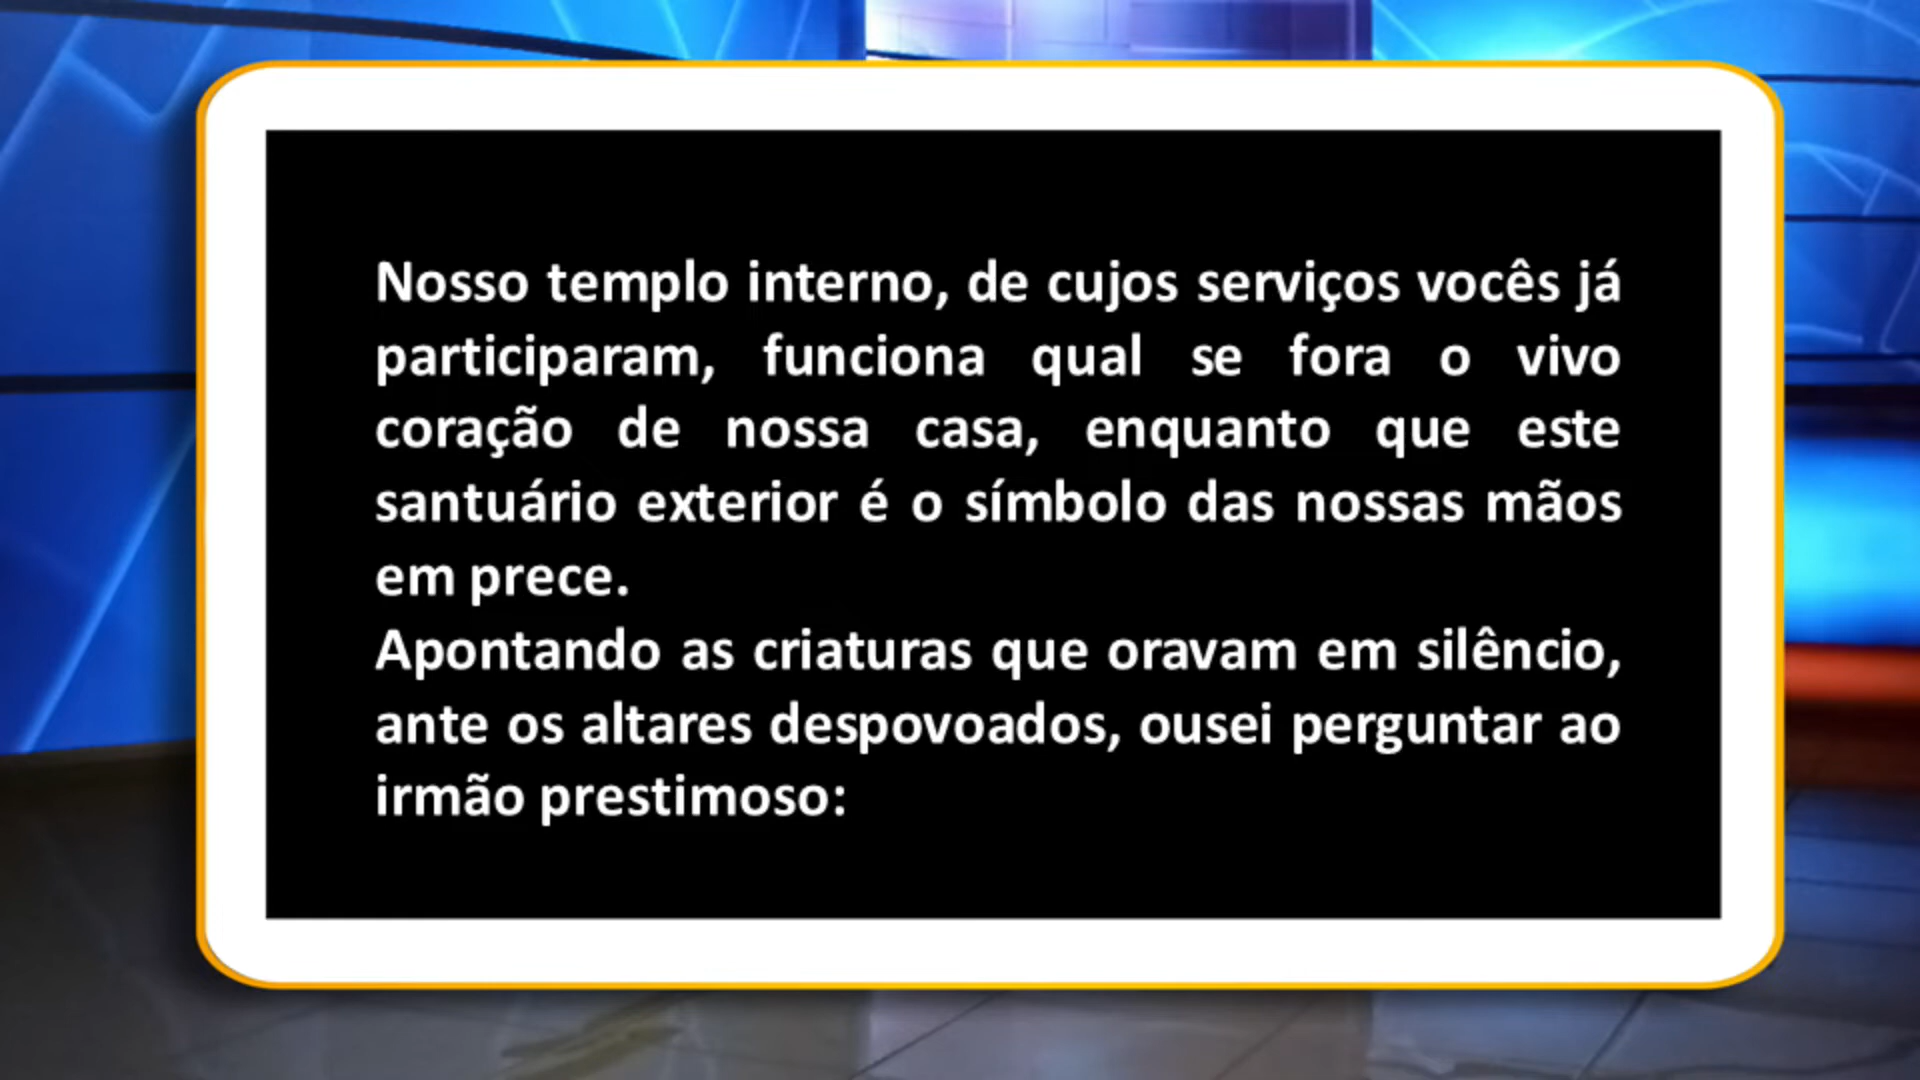 Nosso templo interno, de cujos serviços vocês já
participaram, funciona qual se fora o vivo
coração de nossa casa, enquanto que este
santuário exterior é o símbolo das nossas mãos
em prece.
Apontando as criaturas que oravam em silêncio,
ante os altares despovoados, ousei perguntar ao
irmão prestimoso: